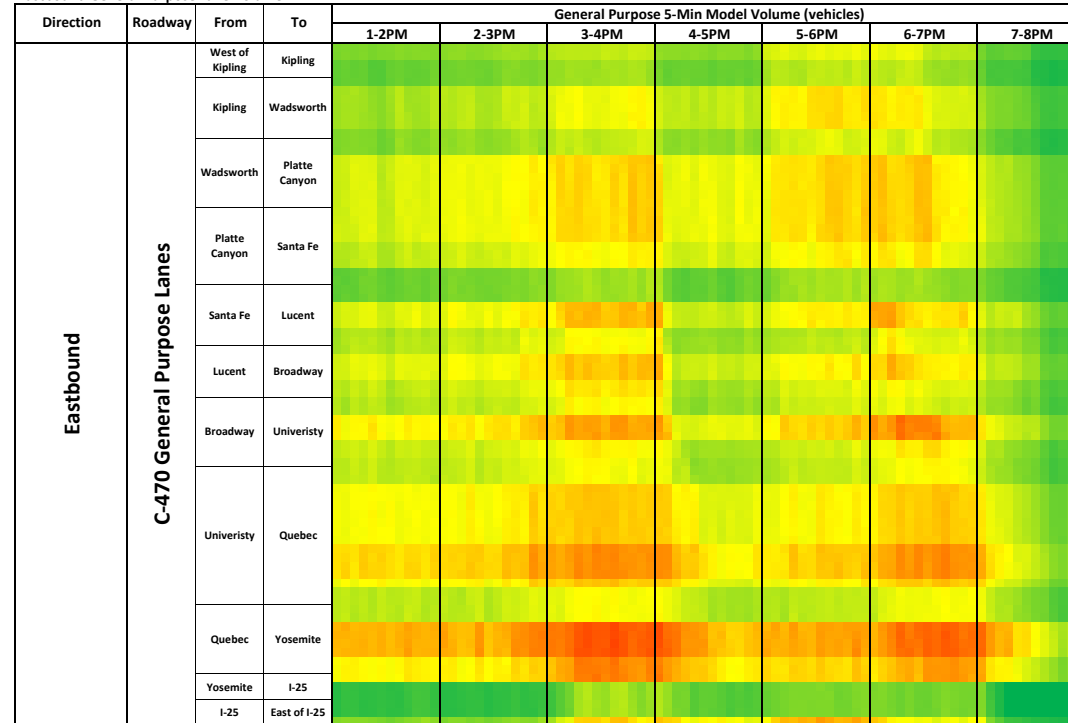 Direction Roadway From To General Purpose 5-Min Model Volume (vehicles)
1-2PM 2-3PM 3-4PM 4-5PM 5-6PM 6-7PM 7-8PM
Eastbound
C-470 General Purpose Lanes
West of
Kipling
Kipling
Kipling Wadsworth
Wadsworth
Platte
Canyon
Platte
Canyon
Santa Fe
Santa Fe Lucent
Lucent Broadway
Broadway Univeristy
Univeristy Quebec
Quebec Yosemite
Yosemite I-25
I-25 East of I-25